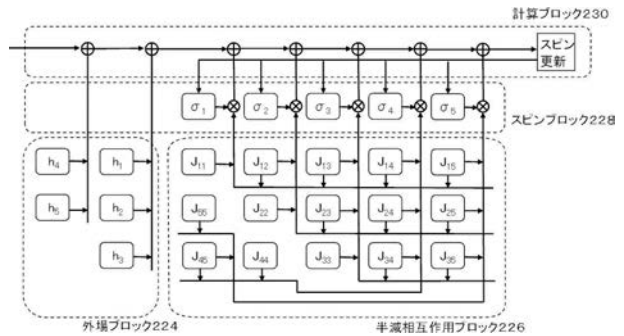 計算ブロック230
スピン
更新
σ1 σ2 σ3 σ4 σ5
スピンブロック228
h4 h1 J11 J12 J13 J14 J15
h5 h2 J55 J22 J23 J24 J25
h3 J45 J44 J33 J34 J35
外場ブロック224 半減相互作用ブロック226